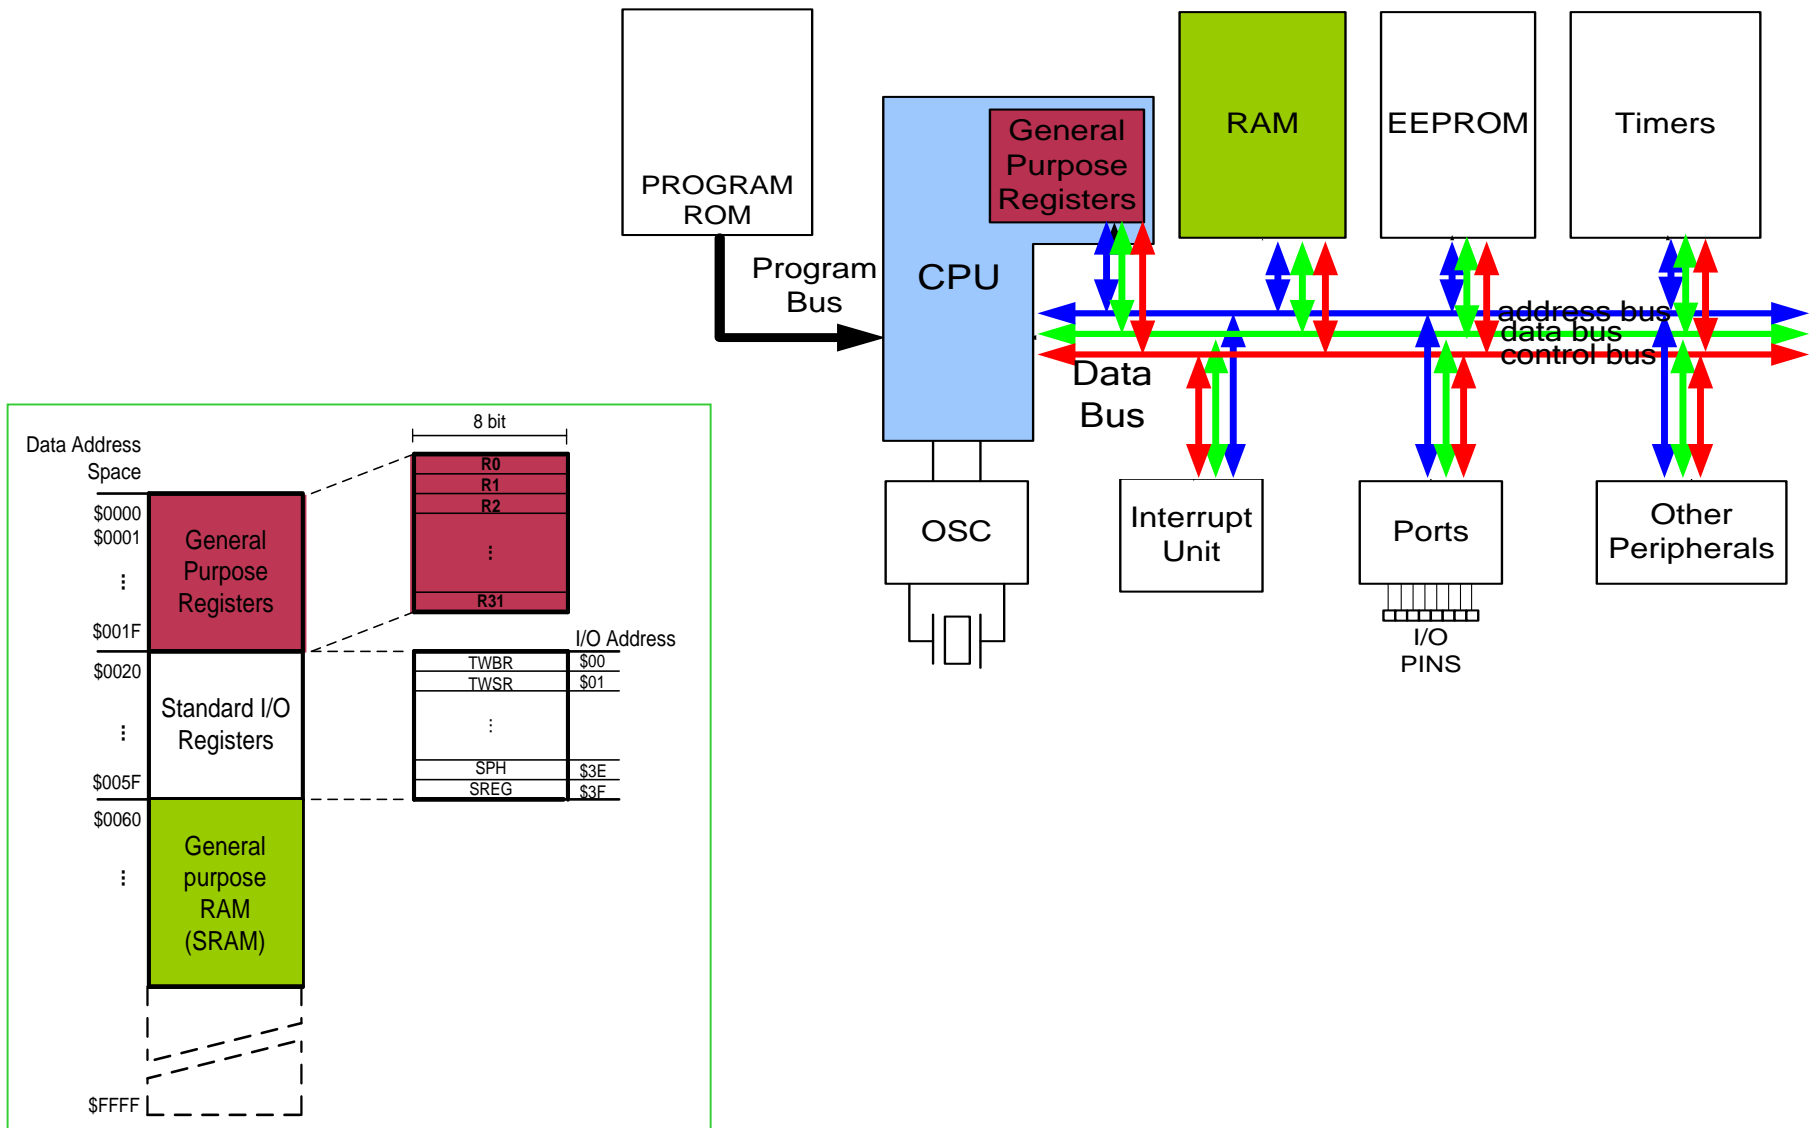 PROGRAM
ROM
Program
Bus
CPU
General
Purpose
Registers
RAM
EEPROM
Timers
address bus
data bus
control bus
Data
Bus
OSC
Interrupt
Unit
Ports
I/O
PINS
Other
Peripherals
Data Address
Space
$0000
$0001
...
$001F
$0020
...
$005F
$0060
...
$FFFF
General
Purpose
Registers
Standard I/O
Registers
General
purpose
RAM
(SRAM)
8 bit
R0
R1
R2
...
R31
I/O Address
TWBR $00
TWSR $01
...
SPH $3E
SREG $3F